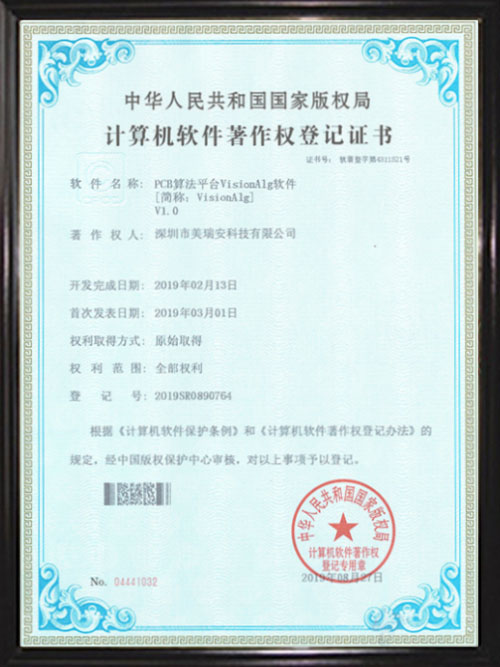 中华人民共和国国家版权局
计算机软件著作权登记证书
证书号： 软著登字第4311521号
软件名称： PCB算法平台VisionAlg软件
[简称：VisionAlg]
V1.0
著作权人： 深圳市美瑞安科技有限公司
开发完成日期： 2019年02月13日
首次发表日期： 2019年03月01日
权利取得方式： 原始取得
权利范围： 全部权利
登记号： 2019SR0890764
根据《计算机软件保护条例》和《计算机软件著作权登记办法》的
规定，经中国版权保护中心审核，对以上事项予以登记。
中华人民共和国国家版权局
计算机软件著作权
登记专用章
No. 04441032
2019年08月27日